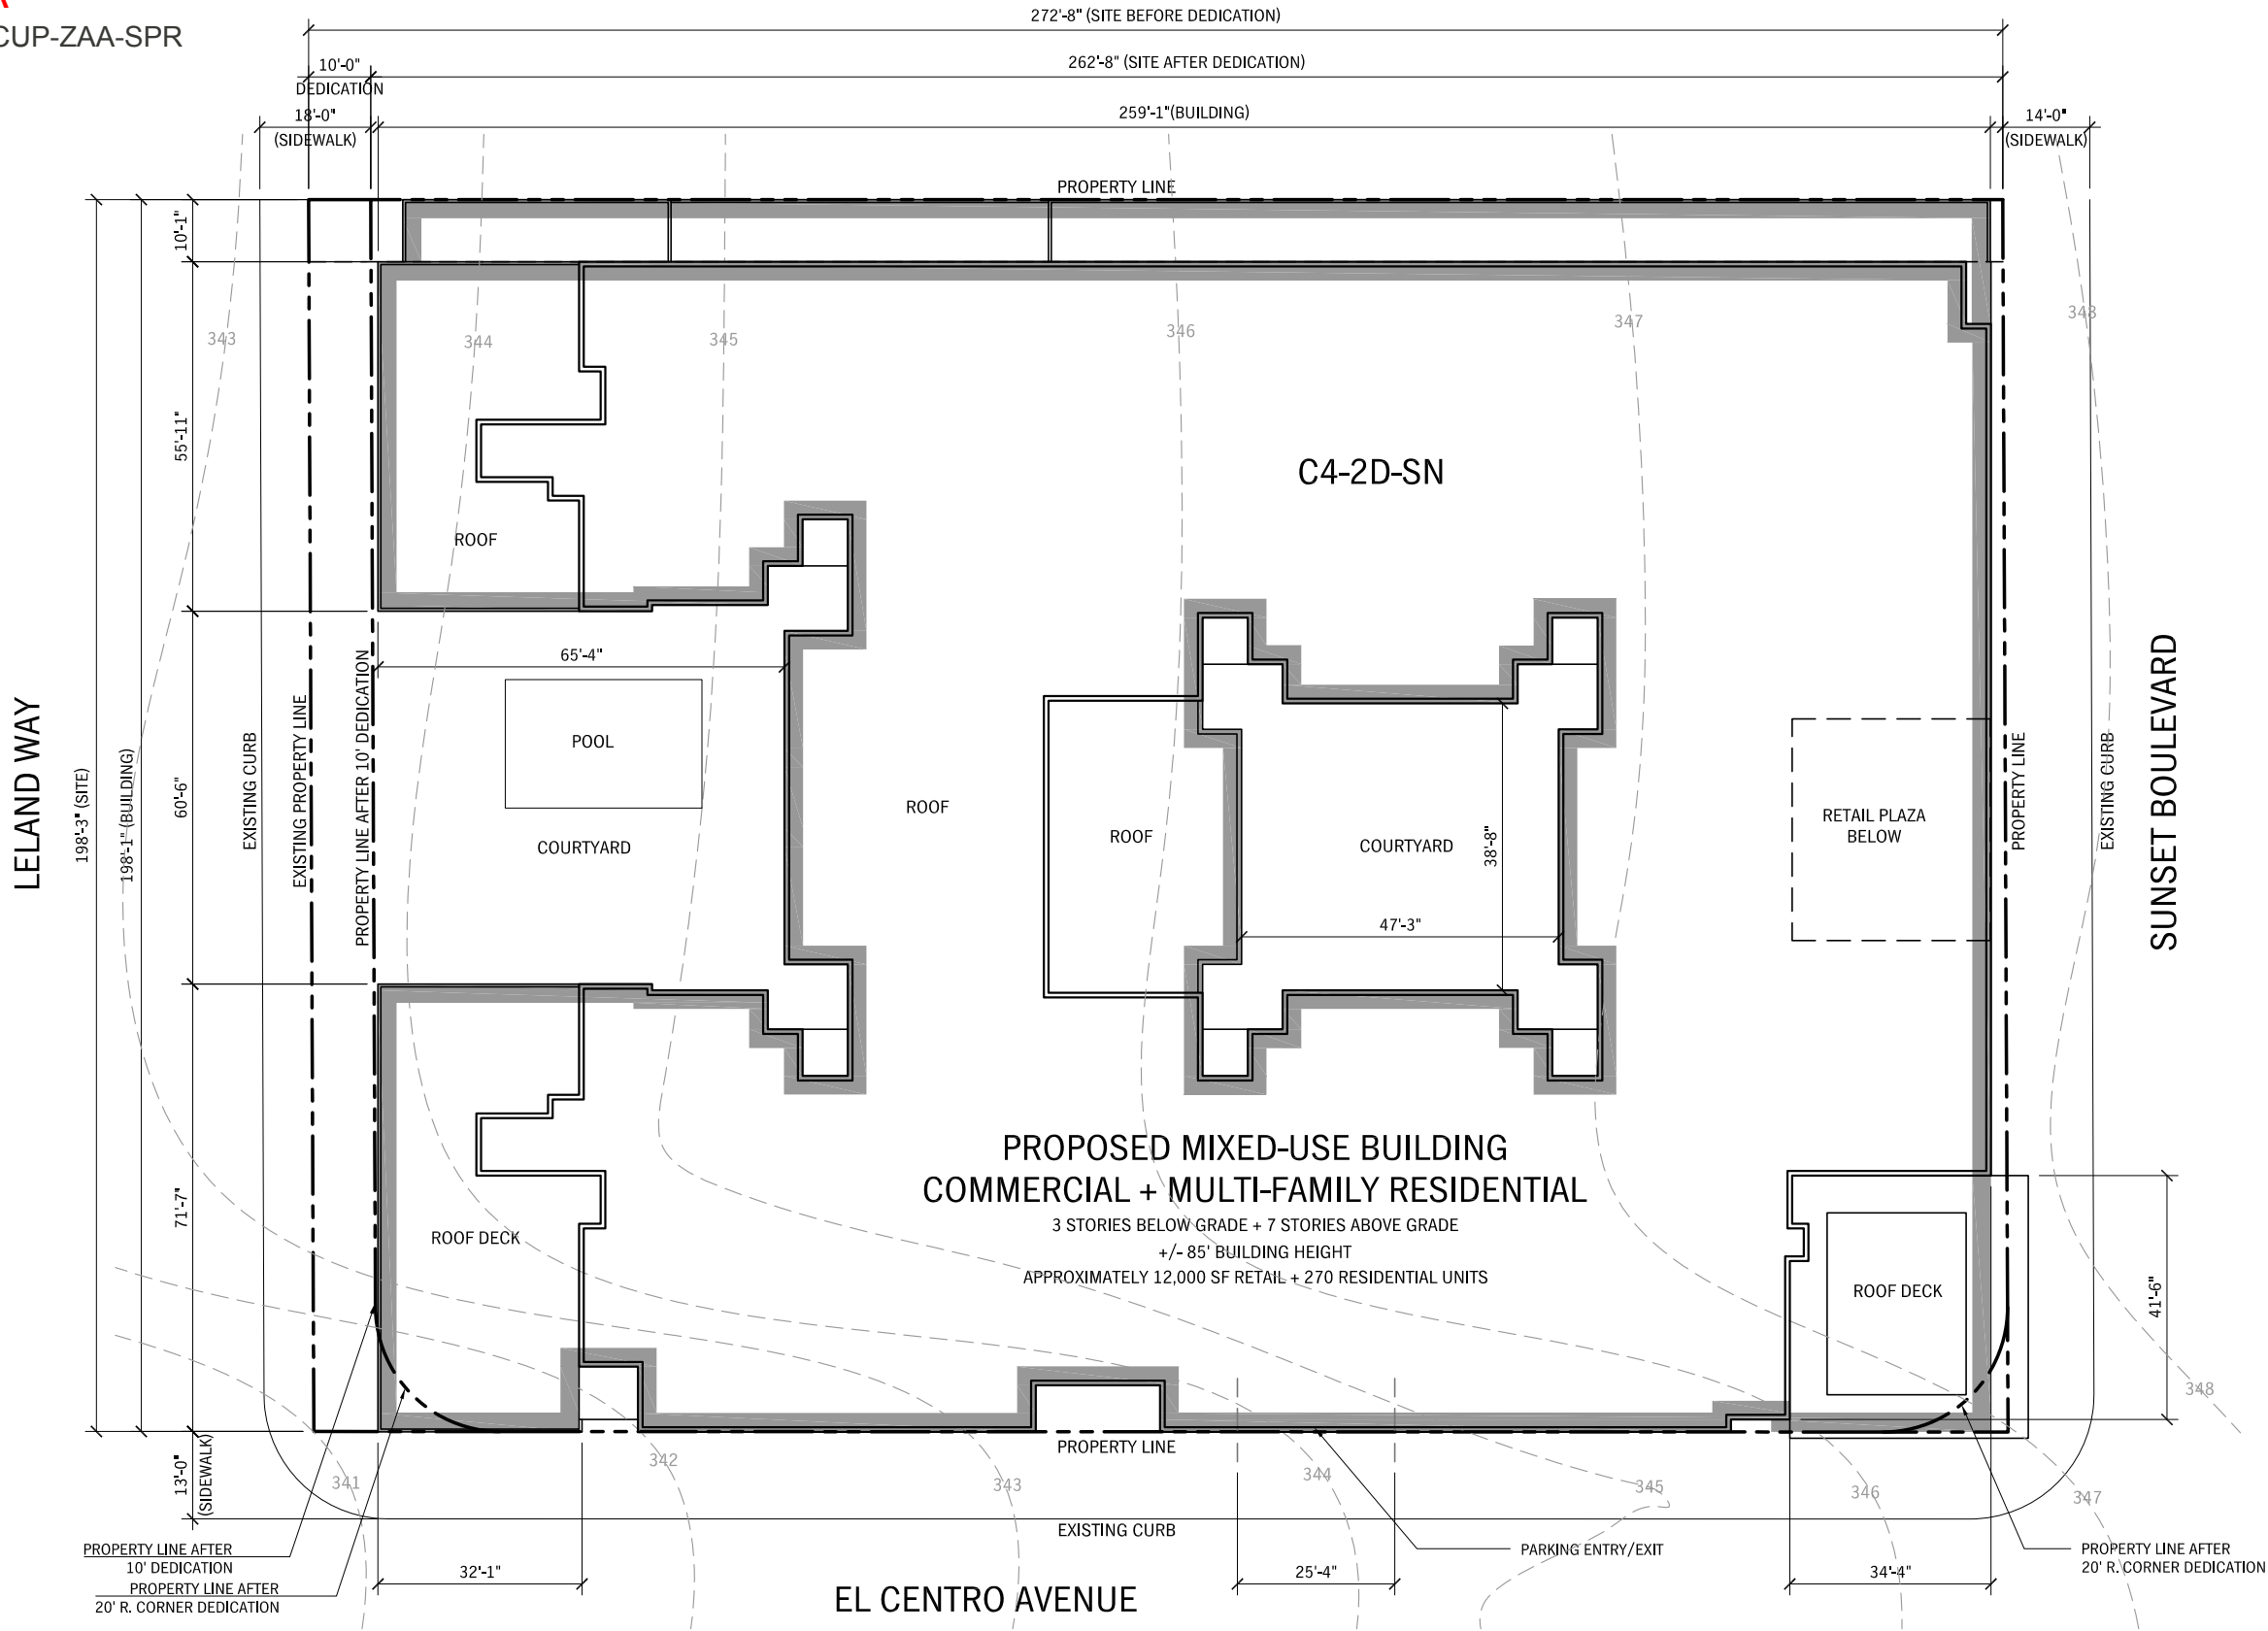 CUP-ZAA-SPR
272'-8" (SITE BEFORE DEDICATION)
10'-0"
DEDICATION
262'-8" (SITE AFTER DEDICATION)
18'-0"
(SIDEWALK)
259'-1"(BUILDING)
14'-0"
(SIDEWALK)
PROPERTY LINE
10'-1"
55'-11"
343
344
345
346
347
348
C4-2D-SN
ROOF
LELAND WAY
198'-3" (SITE)
198'-1" (BUILDING)
60'-6"
EXISTING CURB
EXISTING PROPERTY LINE
PROPERTY LINE AFTER 10' DEDICATION
65'-4"
POOL
COURTYARD
ROOF
ROOF
COURTYARD
38'-8"
47'-3"
RETAIL PLAZA
BELOW
PROPERTY LINE
EXISTING CURB
SUNSET BOULEVARD
PROPOSED MIXED-USE BUILDING
COMMERCIAL + MULTI-FAMILY RESIDENTIAL
3 STORIES BELOW GRADE + 7 STORIES ABOVE GRADE
+/- 85' BUILDING HEIGHT
APPROXIMATELY 12,000 SF RETAIL + 270 RESIDENTIAL UNITS
71'-7"
ROOF DECK
ROOF DECK
41'-6"
348
13'-0"
(SIDEWALK)
PROPERTY LINE
341
342
343
344
345
346
347
EXISTING CURB
PROPERTY LINE AFTER
10' DEDICATION
PROPERTY LINE AFTER
20' R. CORNER DEDICATION
32'-1"
EL CENTRO AVENUE
25'-4"
PARKING ENTRY/EXIT
34'-4"
PROPERTY LINE AFTER
20' R. CORNER DEDICATION